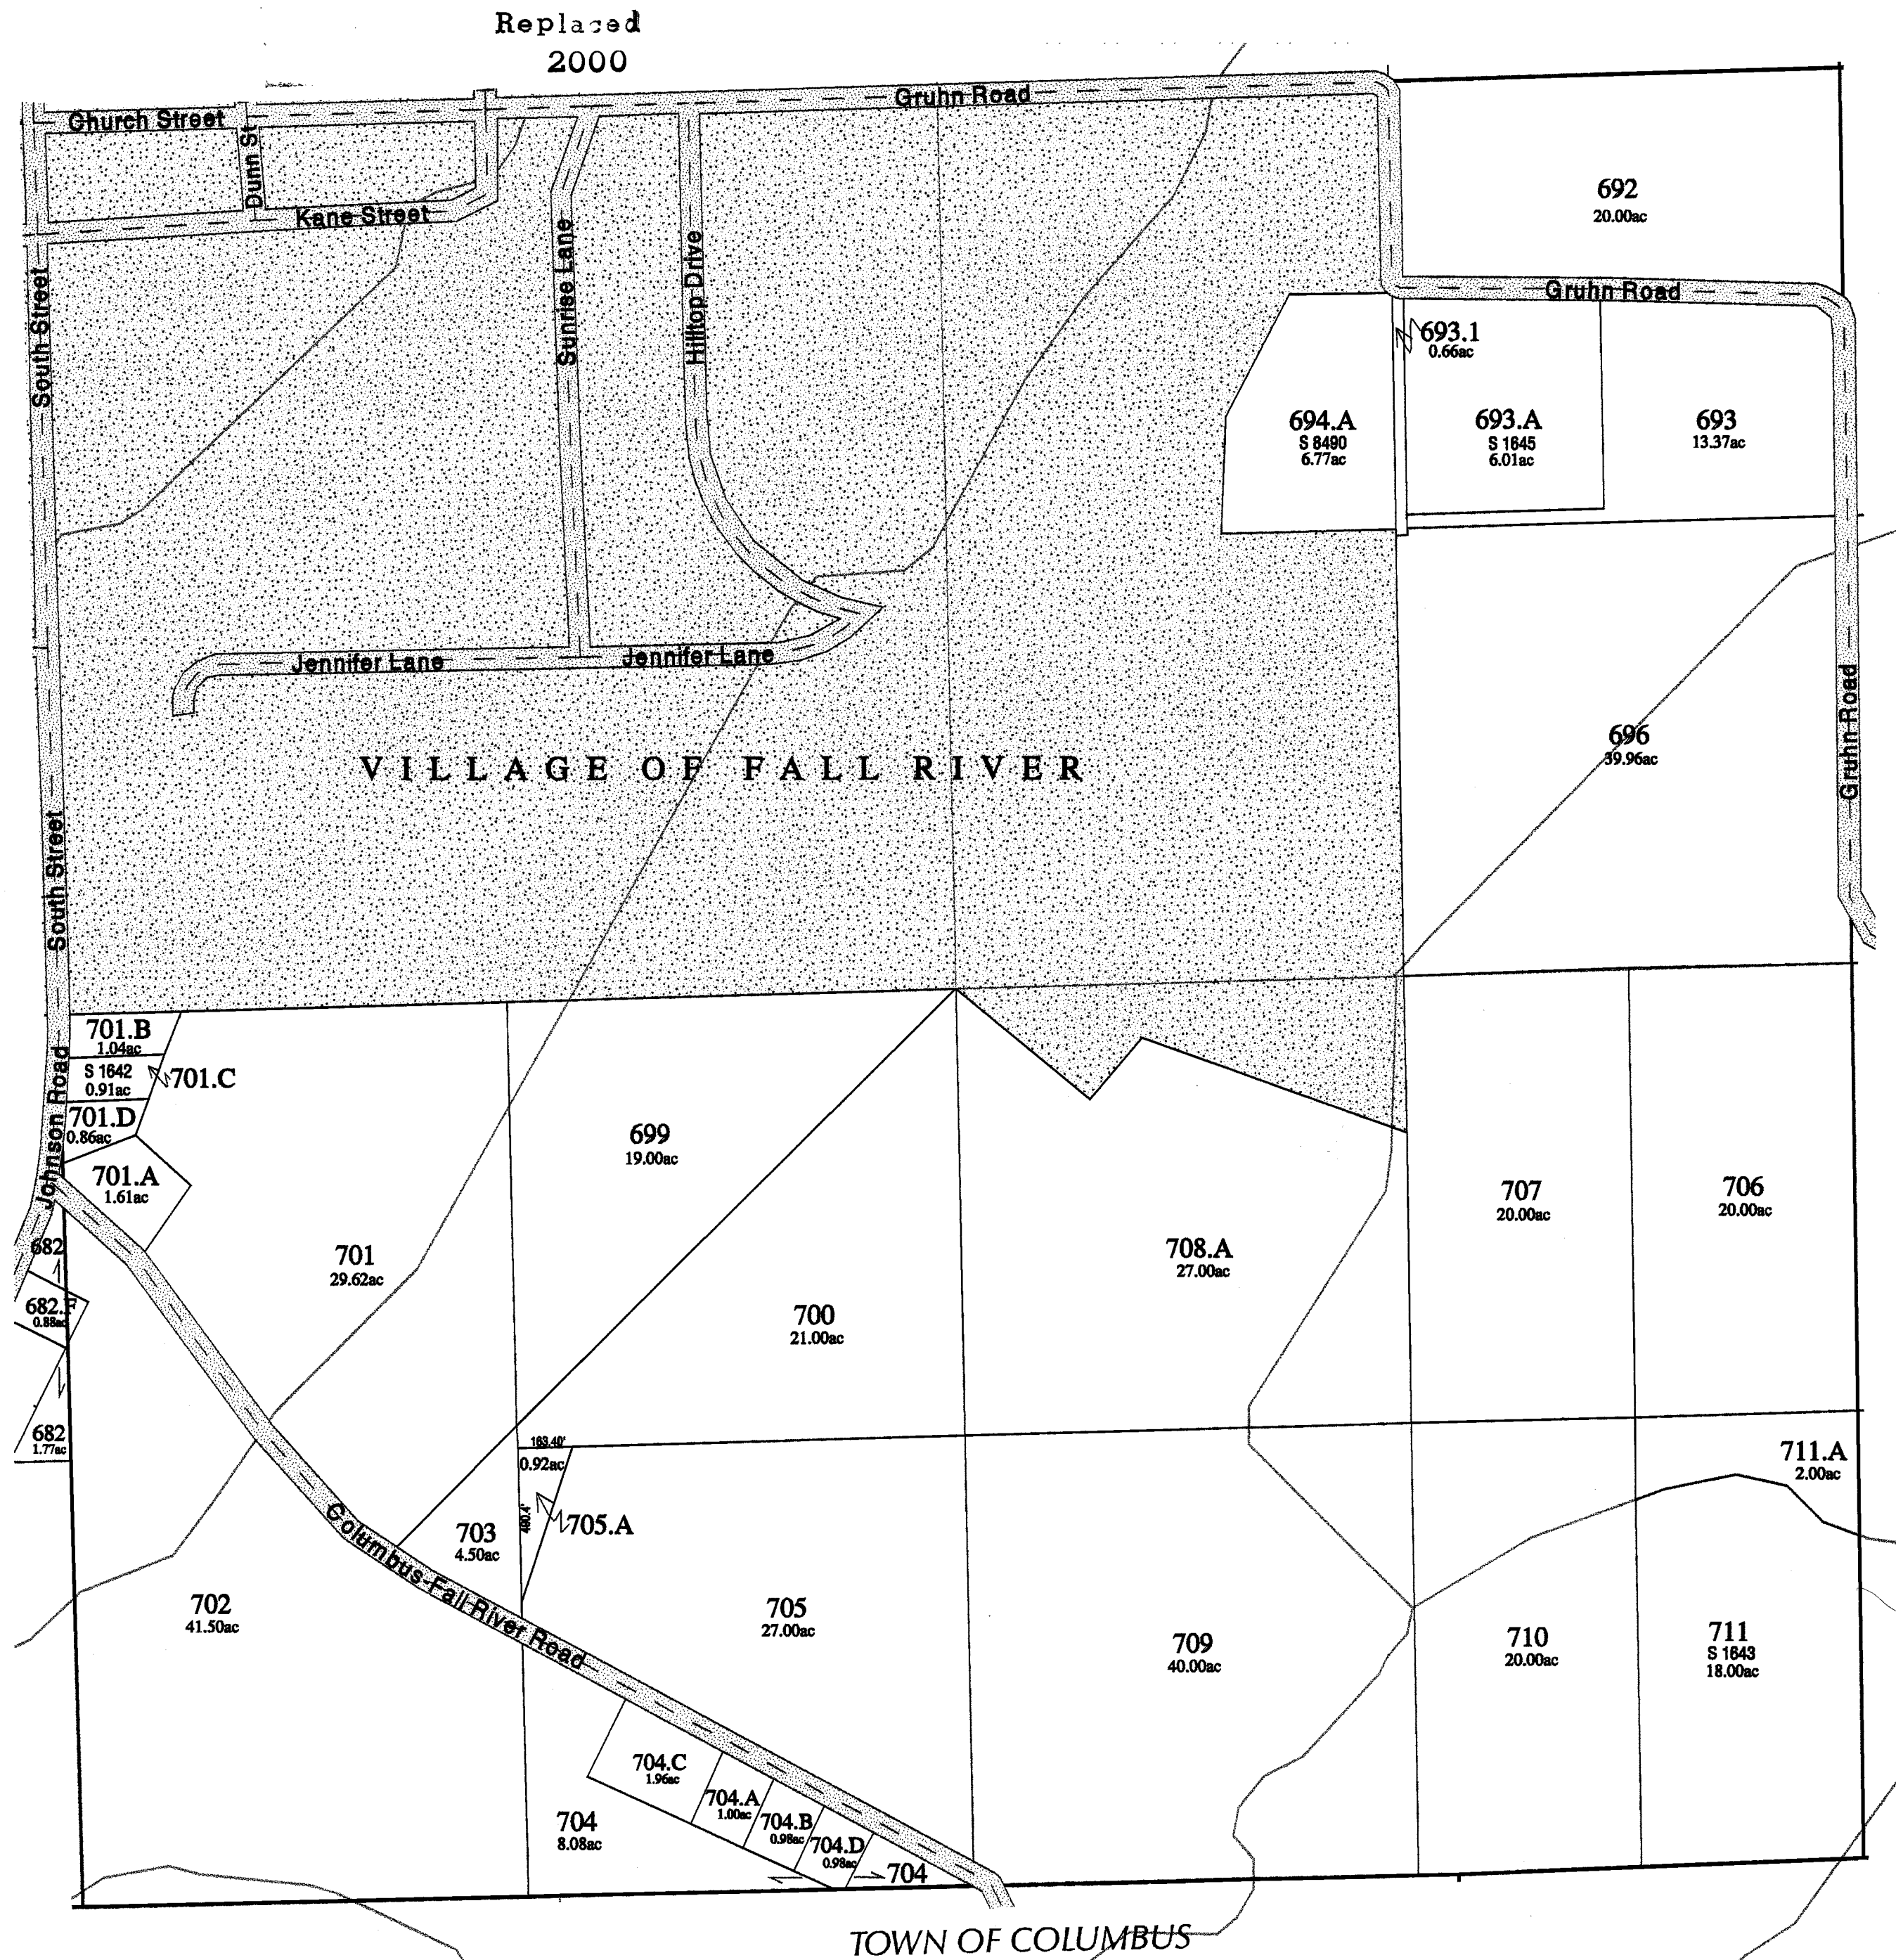 Replaced
2000
Gruhn Road
Church Street
Dunn St
Kane Street
South Street
Sunrise Lane
Hilltop Drive
692
20.00ac
Gruhn Road
693.1
0.66ac
694.A
S 8490
6.77ac
693.A
S 1645
6.01ac
693
13.37ac
Jennifer Lane
Jennifer Lane
696
39.96ac
Gruhn Road
VILLAGE OF FALL RIVER
South Street
701.B
1.04ac
S 1642
0.91ac
701.C
701.D
0.86ac
Johnson Road
701.A
1.61ac
699
19.00ac
707
20.00ac
706
20.00ac
682
701
29.62ac
708.A
27.00ac
682.F
0.88ac
700
21.00ac
682
1.77ac
163.40'
0.92ac
490.4'
705.A
703
4.50ac
711.A
2.00ac
Columbus-Fall River Road
702
41.50ac
705
27.00ac
709
40.00ac
710
20.00ac
711
S 1643
18.00ac
704.C
1.96ac
704.A
1.00ac
704.B
0.98ac
704.D
0.98ac
704
8.08ac
704
TOWN OF COLUMBUS